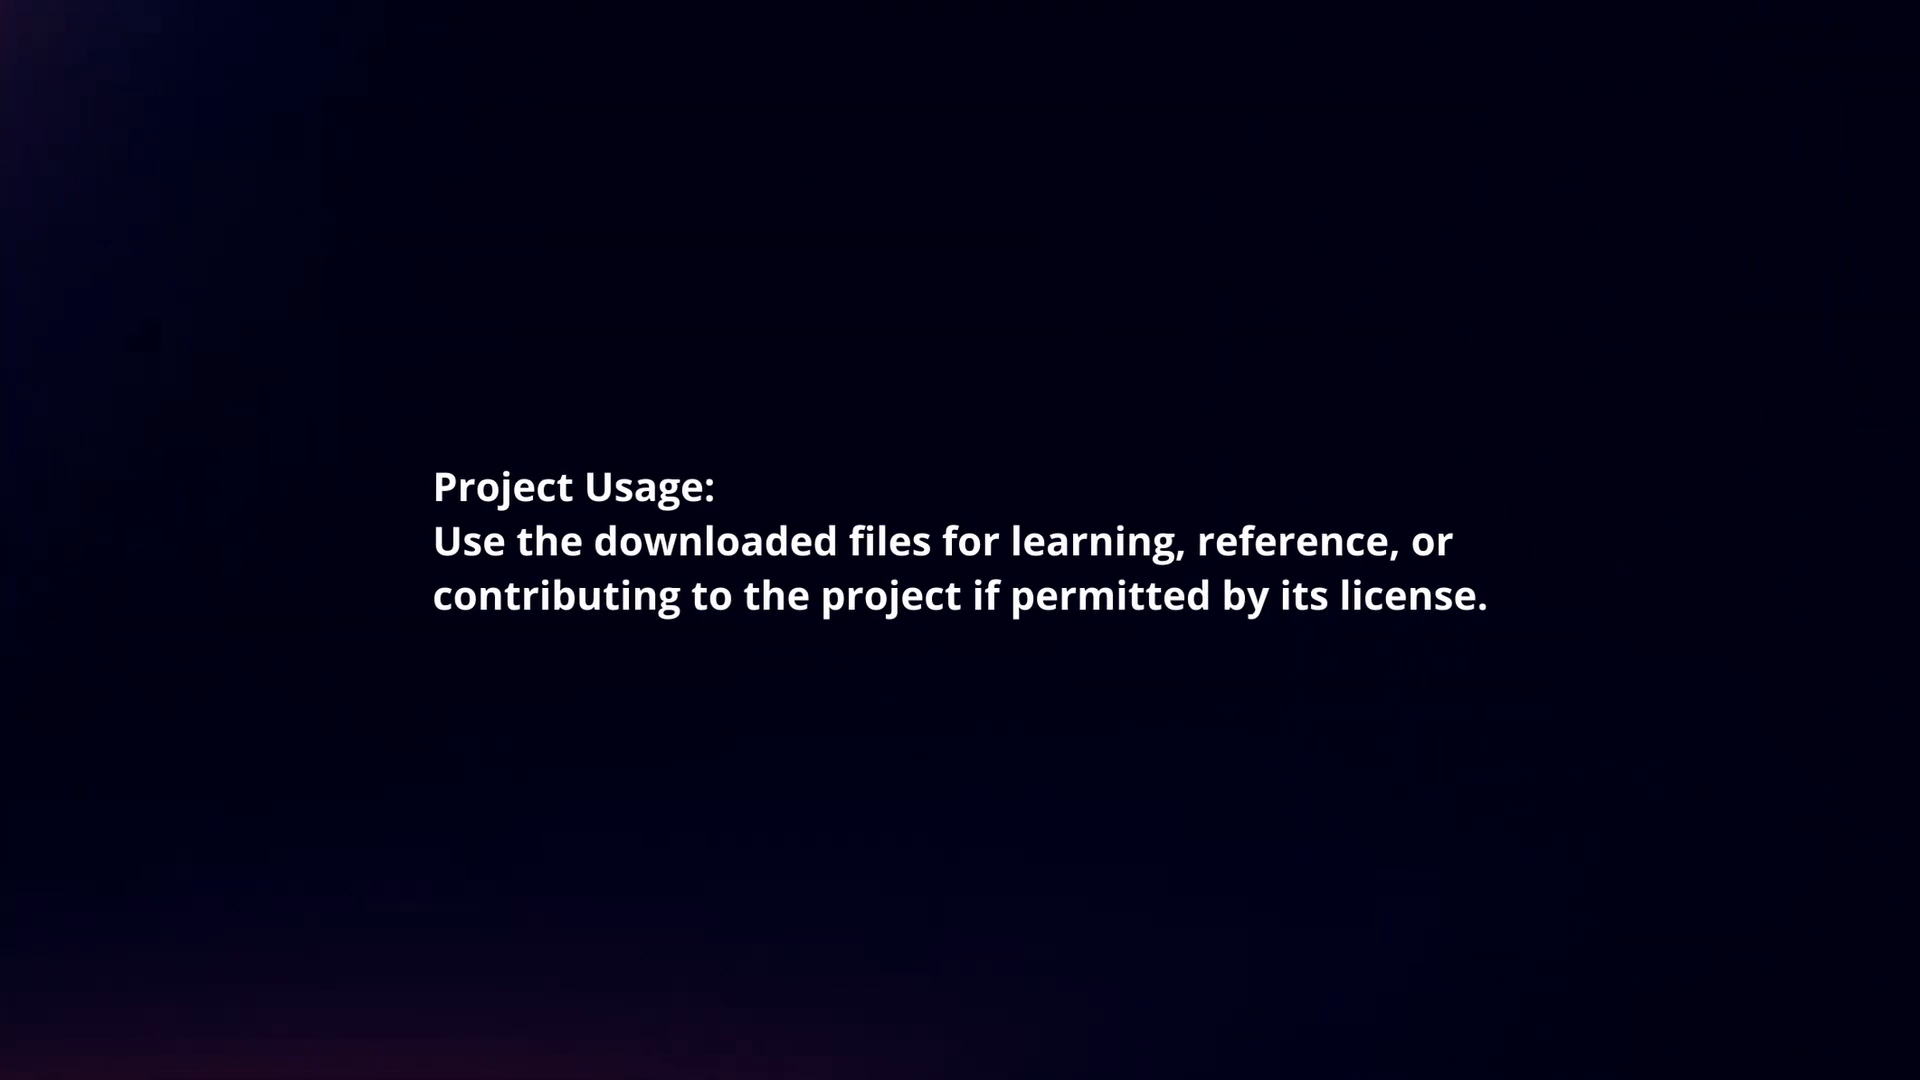 Project Usage:
Use the downloaded files for learning, reference, or
contributing to the project if permitted by its license.